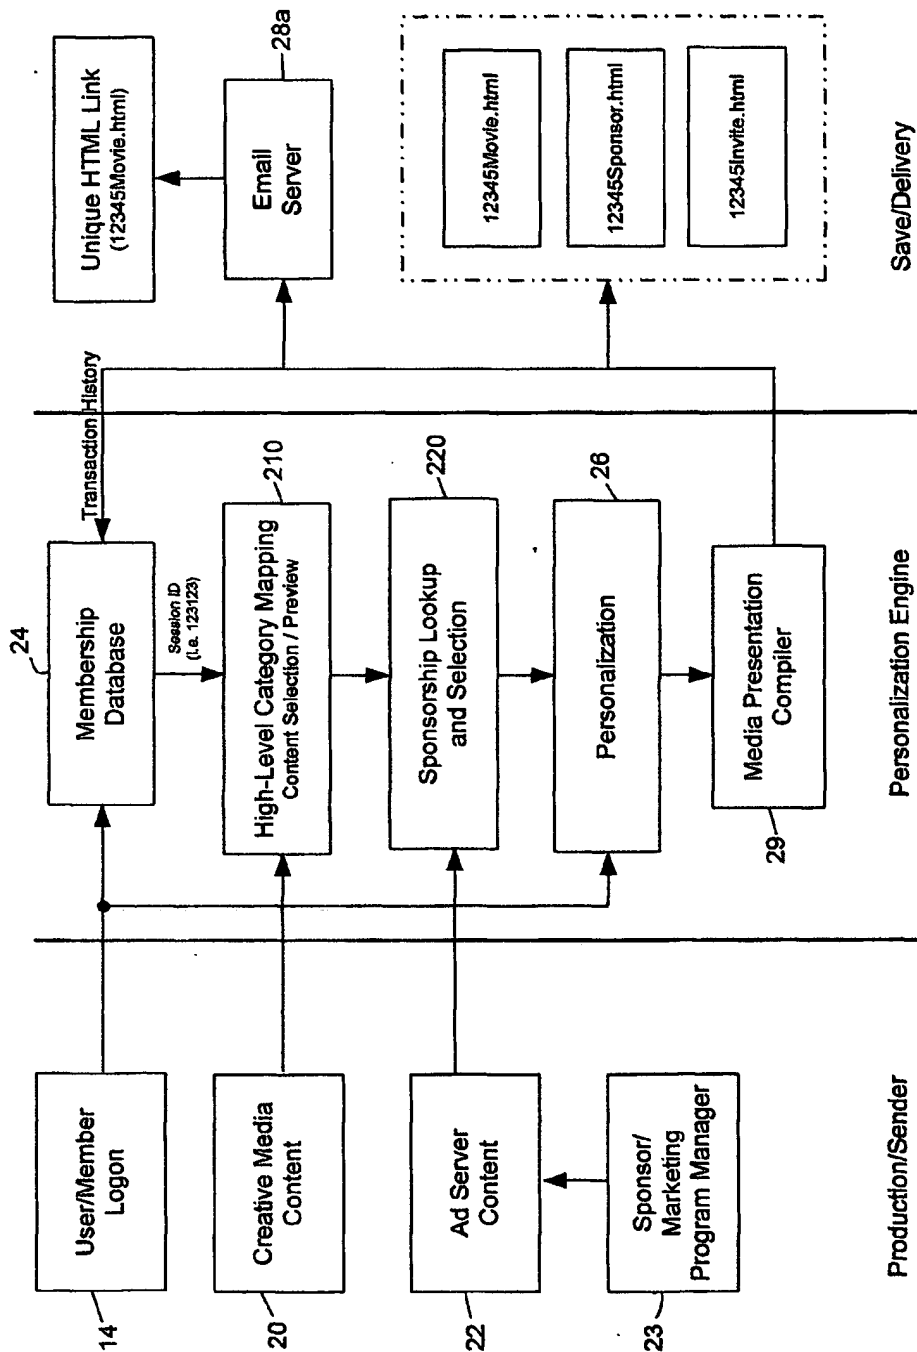 14
User/Member
Logon
20
Creative Media
Content
22
Ad Server
Content
23
Sponsor/
Marketing
Program Manager
Production/Sender
24
Membership
Database
Transaction History
Session ID
(i.e. 123123)
210
High-Level Category Mapping
Content Selection / Preview
220
Sponsorship Lookup
and Selection
26
Personalization
29
Media Presentation
Compiler
Personalization Engine
Unique HTML Link
(12345Movie.html)
28a
Email
Server
12345Movie.html
12345Sponsor.html
12345Invite.html
Save/Delivery